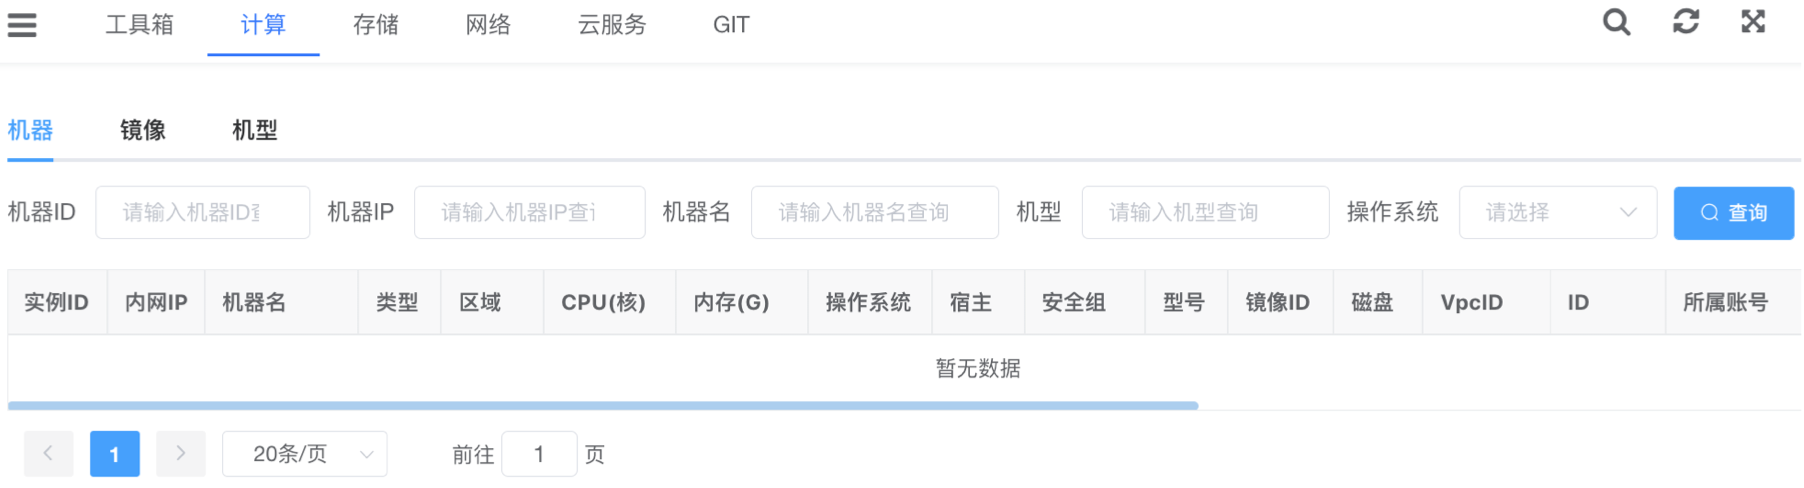 工具箱 计算 存储 网络 云服务 GIT
机器 镜像 机型
机器ID 请输入机器ID 机器IP 请输入机器IP查 机器名 请输入机器名查询 机型 请输入机型查询 操作系统 请选择 查询
实例ID 内网IP 机器名 类型 区域 CPU(核) 内存(G) 操作系统 宿主 安全组 型号 镜像ID 磁盘 VpcID ID 所属账号
暂无数据
1 20条/页 前往 1 页